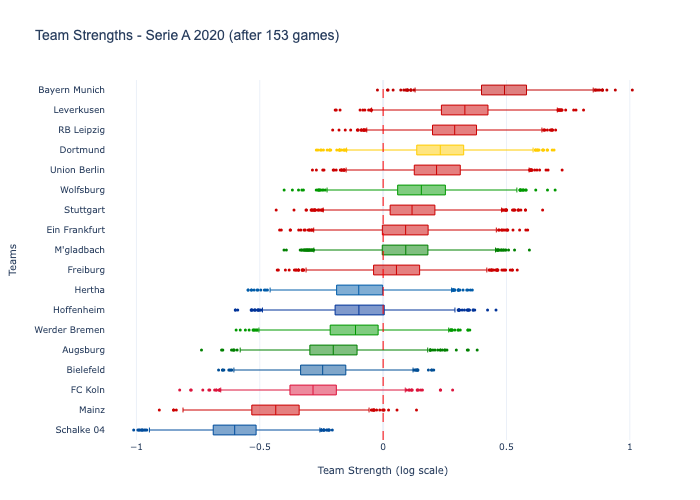 Team Strengths - Serie A 2020 (after 153 games)
Teams
Bayern Munich
Leverkusen
RB Leipzig
Dortmund
Union Berlin
Wolfsburg
Stuttgart
Ein Frankfurt
M'gladbach
Freiburg
Hertha
Hoffenheim
Werder Bremen
Augsburg
Bielefeld
FC Koln
Mainz
Schalke 04
−1 −0.5 0 0.5 1
Team Strength (log scale)